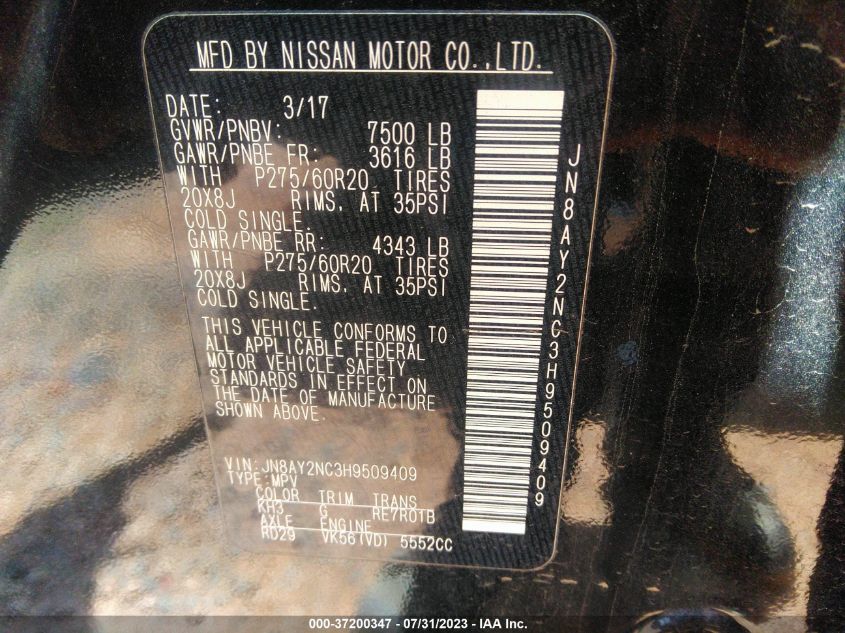 MFD BY NISSAN MOTOR CO.,LTD.
DATE: 3/17
GVWR/PNBV: 7500 LB
GAWR/PNBE FR: 3616 LB
WITH P275/60R20 TIRES
20X8J RIMS, AT 35PSI
COLD SINGLE.
GAWR/PNBE RR: 4343 LB
WITH P275/60R20 TIRES
20X8J RIMS, AT 35PSI
COLD SINGLE.
THIS VEHICLE CONFORMS TO
ALL APPLICABLE FEDERAL
MOTOR VEHICLE SAFETY
STANDARDS IN EFFECT ON
THE DATE OF MANUFACTURE
SHOWN ABOVE.
VIN:JN8AY2NC3H9509409
TYPE:MPV
COLOR TRIM TRANS
KH3 G RE7R01B
AXLE ENGINE
RD29 VK56(VD) 5552CC
JN8AY2NC3H9509409
000-37200347 - 07/31/2023 - IAA Inc.